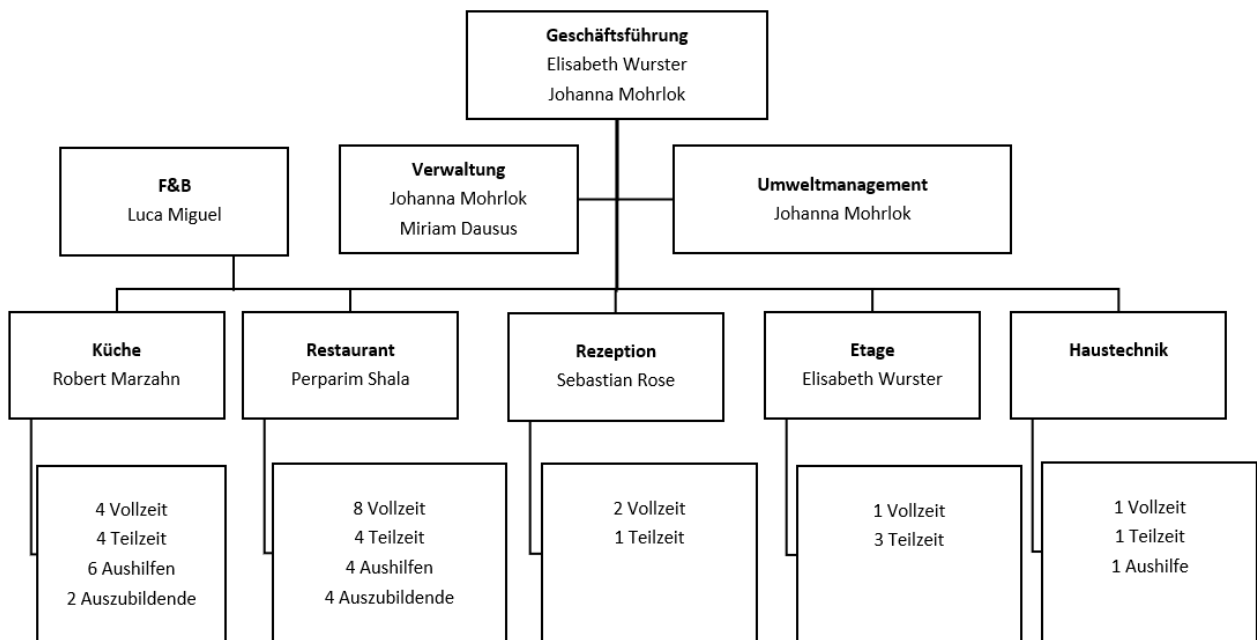 Geschäftsführung
Elisabeth Wurster
Johanna Mohrlok
F&B
Luca Miguel
Verwaltung
Johanna Mohrlok
Miriam Dausus
Umweltmanagement
Johanna Mohrlok
Küche
Robert Marzahn
Restaurant
Perparim Shala
Rezeption
Sebastian Rose
Etage
Elisabeth Wurster
Haustechnik
4 Vollzeit
4 Teilzeit
6 Aushilfen
2 Auszubildende
8 Vollzeit
4 Teilzeit
4 Aushilfen
4 Auszubildende
2 Vollzeit
1 Teilzeit
1 Vollzeit
3 Teilzeit
1 Vollzeit
1 Teilzeit
1 Aushilfe